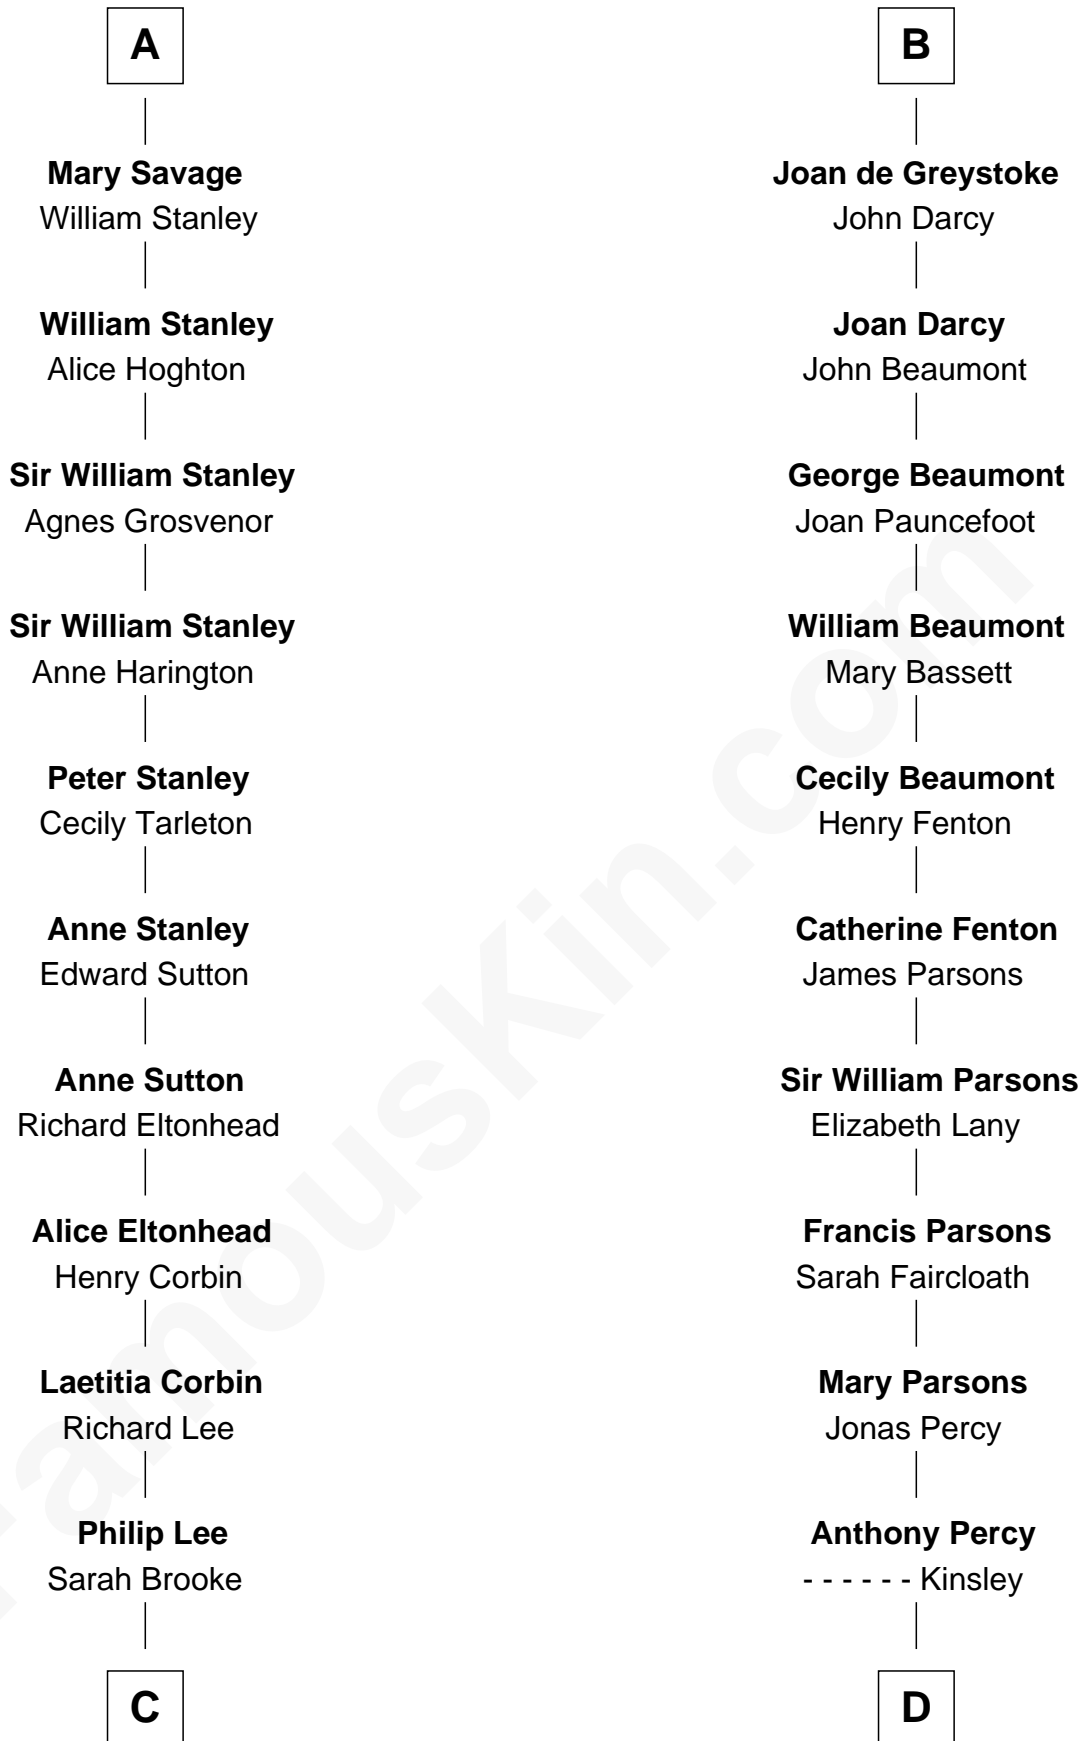 A
Mary Savage
William Stanley
William Stanley
Alice Hoghton
Sir William Stanley
Agnes Grosvenor
Sir William Stanley
Anne Harington
Peter Stanley
Cecily Tarleton
Anne Stanley
Edward Sutton
Anne Sutton
Richard Eltonhead
Alice Eltonhead
Henry Corbin
Laetitia Corbin
Richard Lee
Philip Lee
Sarah Brooke
C
B
Joan de Greystoke
John Darcy
Joan Darcy
John Beaumont
George Beaumont
Joan Pauncefoot
William Beaumont
Mary Bassett
Cecily Beaumont
Henry Fenton
Catherine Fenton
James Parsons
Sir William Parsons
Elizabeth Lany
Francis Parsons
Sarah Faircloath
Mary Parsons
Jonas Percy
Anthony Percy
- - - - - - Kinsley
D
FamousKin.com